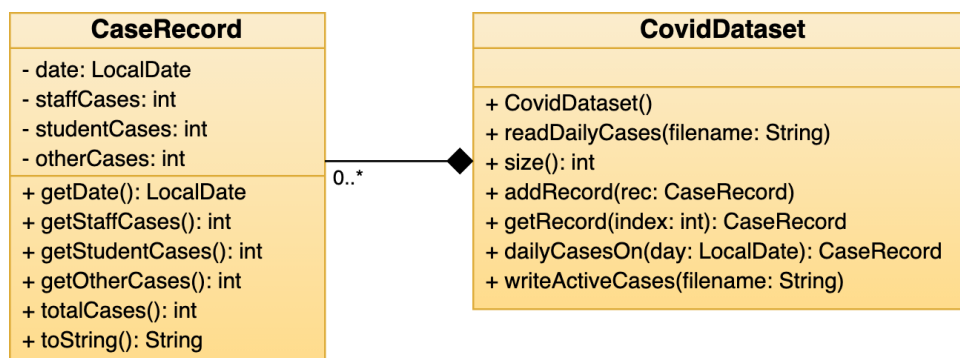 CaseRecord
- date: LocalDate
- staffCases: int
- studentCases: int
- otherCases: int
+ getDate(): LocalDate
+ getStaffCases(): int
+ getStudentCases(): int
+ getOtherCases(): int
+ totalCases(): int
+ toString(): String
0..*
CovidDataset
+ CovidDataset()
+ readDailyCases(filename: String)
+ size(): int
+ addRecord(rec: CaseRecord)
+ getRecord(index: int): CaseRecord
+ dailyCasesOn(day: LocalDate): CaseRecord
+ writeActiveCases(filename: String)